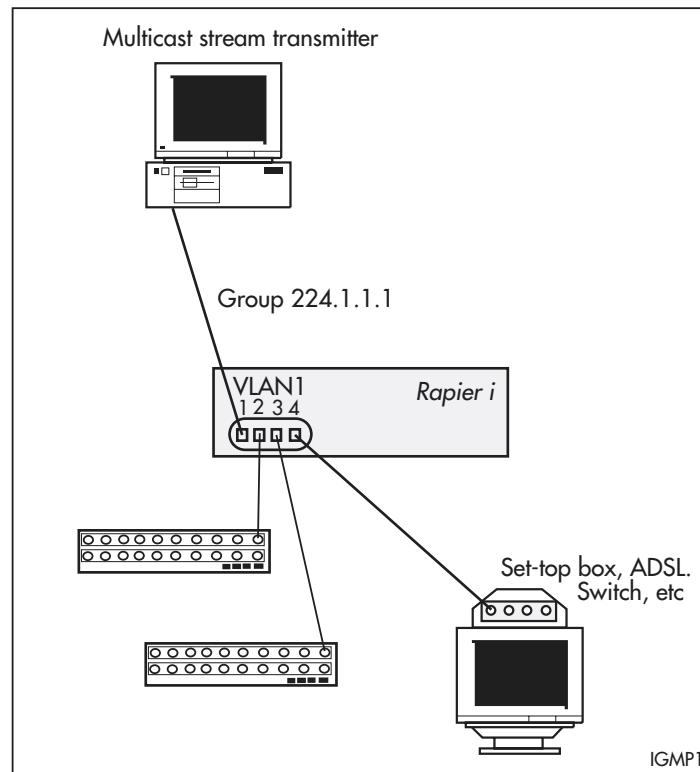 Multicast stream transmitter
Group 224.1.1.1
VLAN1
Rapier i
1 2 3 4
Set-top box, ADSL.
Switch, etc
IGMP1